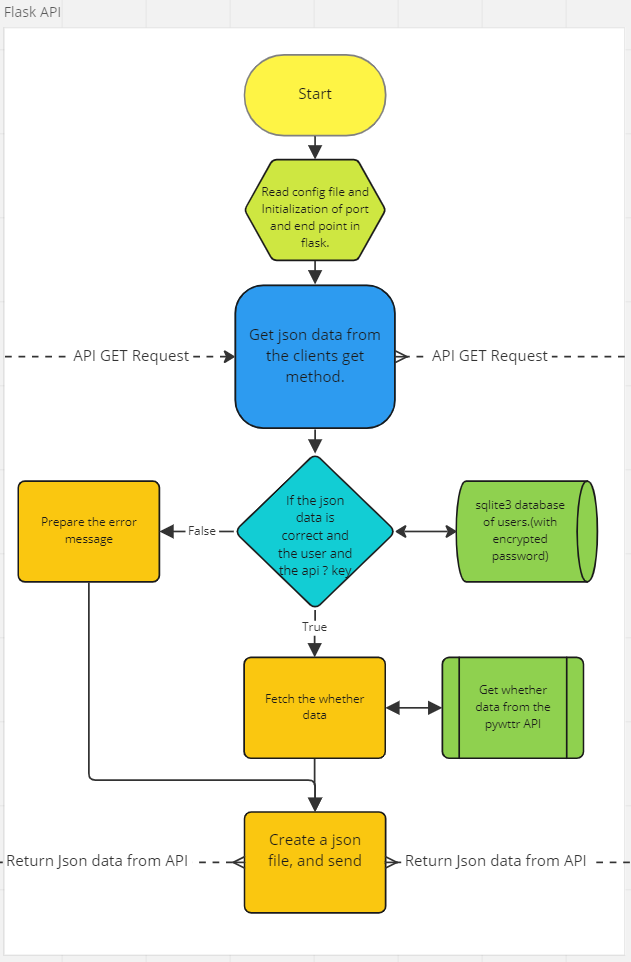 Flask API
Start
Read config file and
Initialization of port
and end point in
flask.
Get json data from
the clients get
method.
API GET Request
API GET Request
If the json
data is
correct and
the user and
the api ? key
False
True
Prepare the error
message
sqlite3 database
of users.(with
encrypted
password)
Fetch the whether
data
Get whether
data from the
pywttr API
Create a json
file, and send
Return Json data from API
Return Json data from API